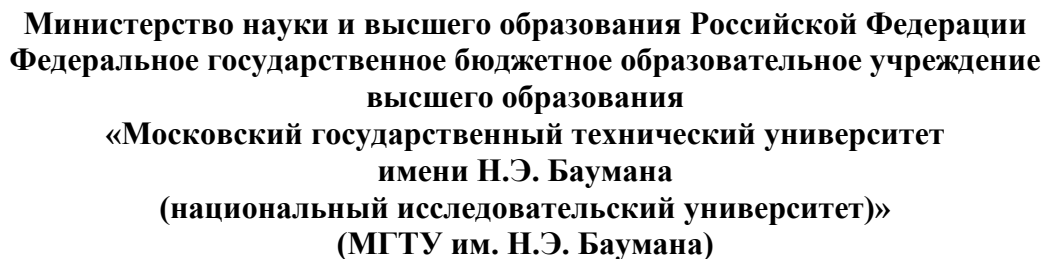 Министерство науки и высшего образования Российской Федерации
Федеральное государственное бюджетное образовательное учреждение
высшего образования
«Московский государственный технический университет
имени Н.Э. Баумана
(национальный исследовательский университет)»
(МГТУ им. Н.Э. Баумана)